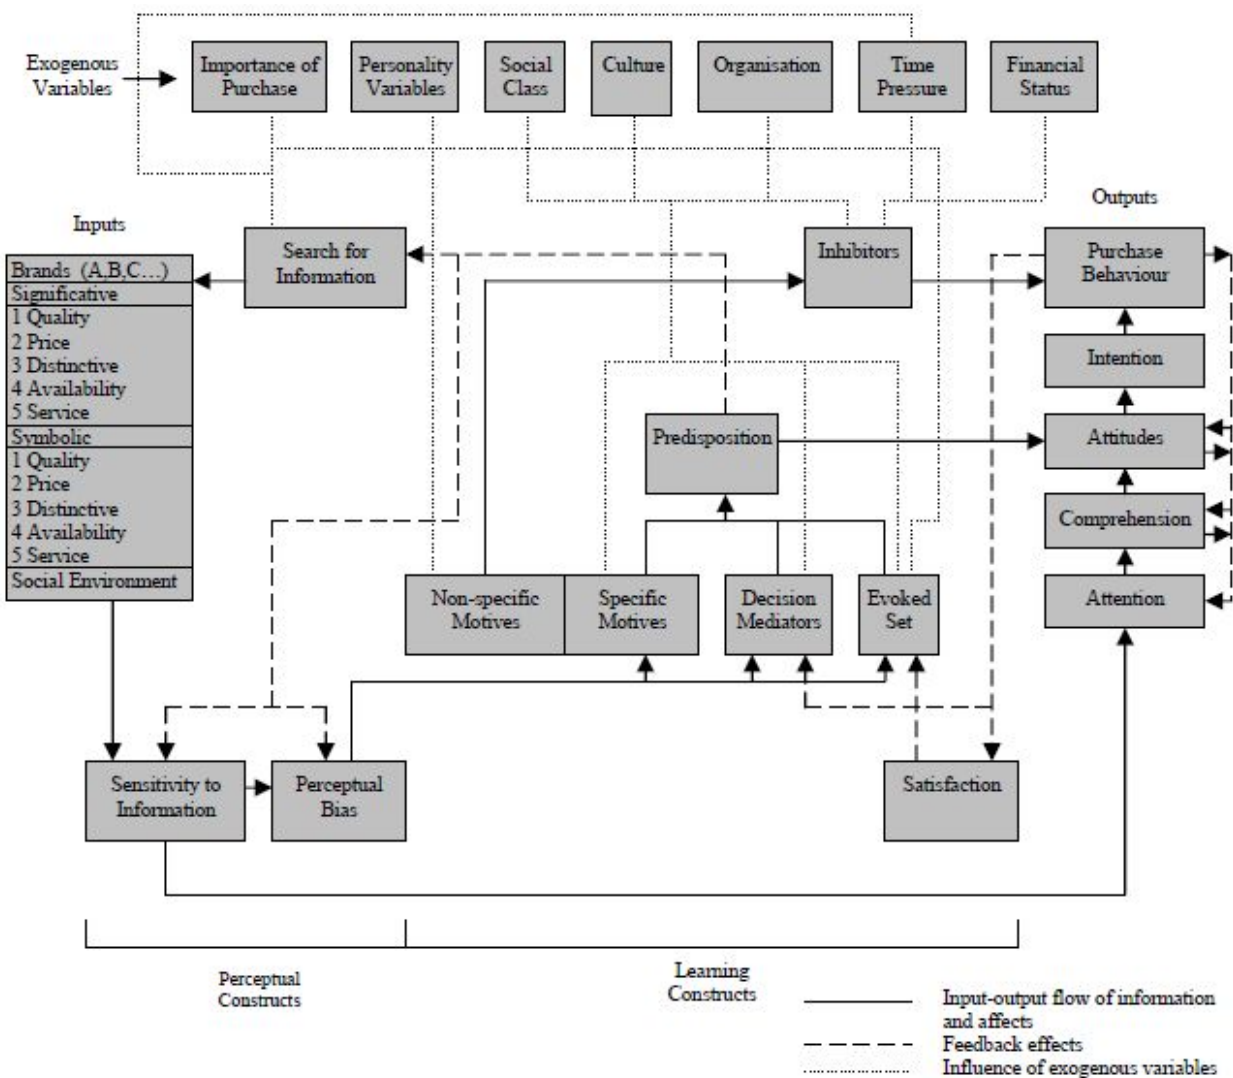 Exogenous
Variables
Importance of
Purchase
Personality
Variables
Social
Class
Culture
Organisation
Time
Pressure
Financial
Status
Inputs
Outputs
Brands (A,B,C…)
Significative
1 Quality
2 Price
3 Distinctive
4 Availability
5 Service
Symbolic
1 Quality
2 Price
3 Distinctive
4 Availability
5 Service
Social Environment
Search for
Information
Inhibitors
Purchase
Behaviour
Intention
Predisposition
Attitudes
Comprehension
Attention
Non-specific
Motives
Specific
Motives
Decision
Mediators
Evoked
Set
Sensitivity to
Information
Perceptual
Bias
Satisfaction
Perceptual
Constructs
Learning
Constructs
Input-output flow of information
and affects
Feedback effects
Influence of exogenous variables